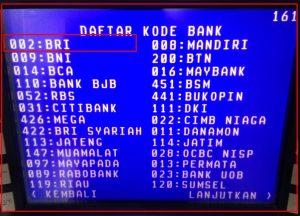 161
DAFTAR KODE BANK
002:BRI 008:MANDIRI
009:BNI 200:BTN
014:BCA 016:MAYBANK
110:BANK BJB 451:BSM
052:RBS 441:BUKOPIN
031:CITIBANK 111:DKI
426:MEGA 022:CIMB NIAGA
422:BRI SYARIAH 011:DANAMON
113:JATENG 114:JATIM
147:MUAMALAT 028:OCBC NISP
097:MAYAPADA 013:PERMATA
089:RABOBANK 023:BANK UOB
119:RIAU 120:SUMSEL
< KEMBALI LANJUTKAN >